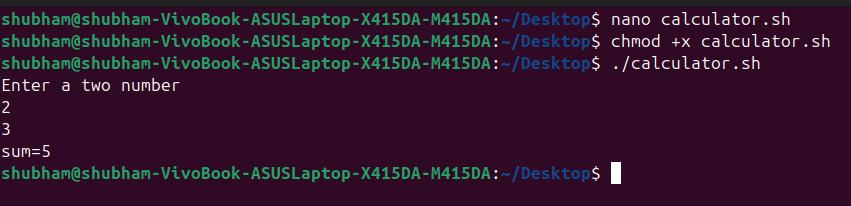 shubham@shubham-VivoBook-ASUSLaptop-X415DA-M415DA:~/Desktop$ nano calculator.sh
shubham@shubham-VivoBook-ASUSLaptop-X415DA-M415DA:~/Desktop$ chmod +x calculator.sh
shubham@shubham-VivoBook-ASUSLaptop-X415DA-M415DA:~/Desktop$ ./calculator.sh
Enter a two number
2
3
sum=5
shubham@shubham-VivoBook-ASUSLaptop-X415DA-M415DA:~/Desktop$